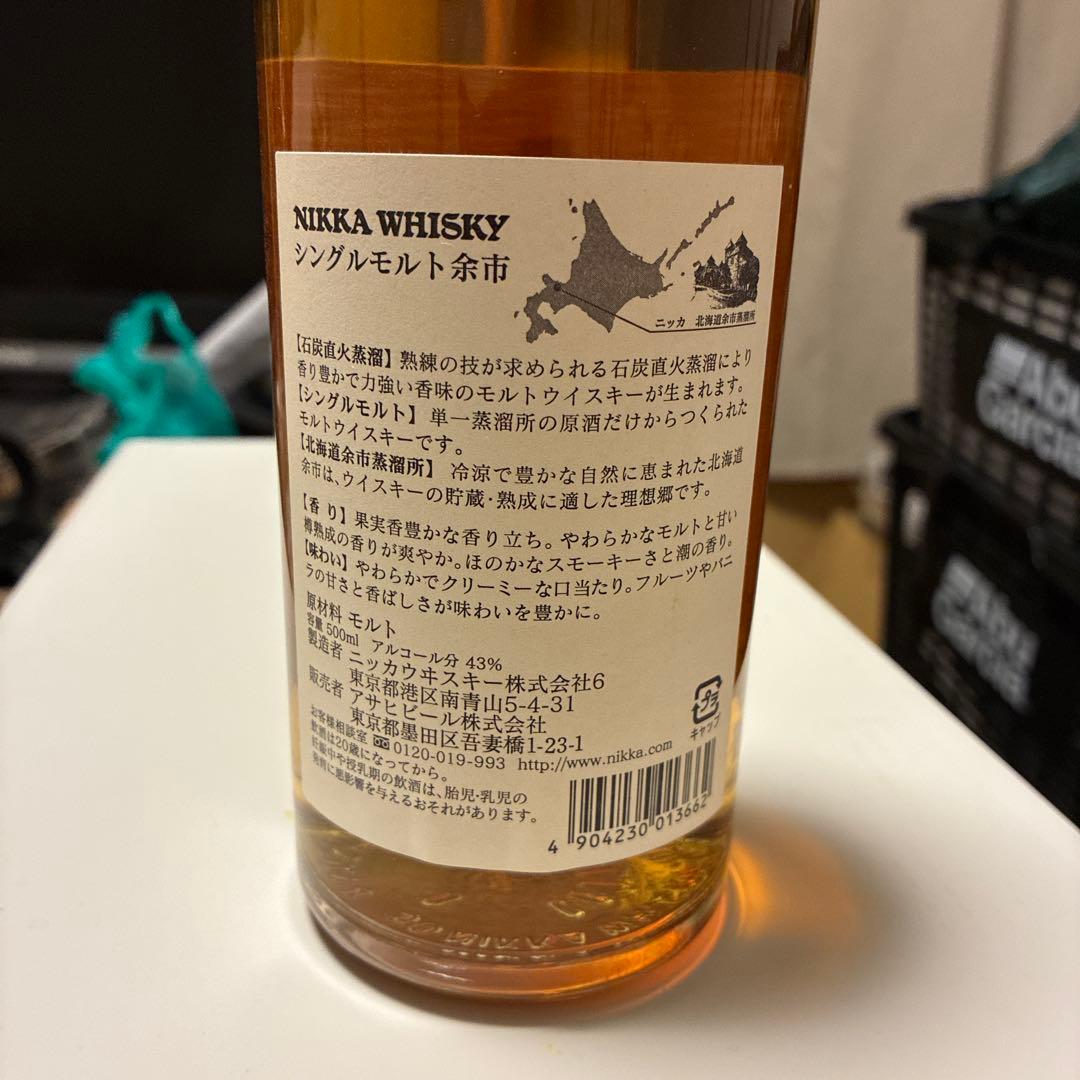 NIKKA WHISKY
シングルモルト余市
ニッカ 北海道余市蒸溜所
【石炭直火蒸溜】熟練の技が求められる石炭直火蒸溜により
香り豊かで力強い香味のモルトウイスキーが生まれます。
【シングルモルト】単一蒸溜所の原酒だけからつくられた
モルトウイスキーです。
【北海道余市蒸溜所】冷涼で豊かな自然に恵まれた北海道
余市は、ウイスキーの貯蔵・熟成に適した理想郷です。
【香り】果実香豊かな香り立ち。やわらかなモルトと甘い
樽熟成の香りが爽やか。ほのかなスモーキーさと潮の香り。
【味わい】やわらかでクリーミーな口当たり。フルーツやバニ
ラの甘さと香ばしさが味わいを豊かに。
原材料 モルト
容量 500ml アルコール分 43%
製造者 ニッカウヰスキー株式会社6
東京都港区南青山5-4-31
販売者 アサヒビール株式会社
東京都墨田区吾妻橋1-23-1
お客様相談室 0120-019-993 http://www.nikka.com
飲酒は20歳になってから。
妊娠中や授乳期の飲酒は、胎児・乳児の
発育に悪影響を与えるおそれがあります。
プラ
キャップ
4 904230 013662
Abu
Garcia
Abu
Garcia